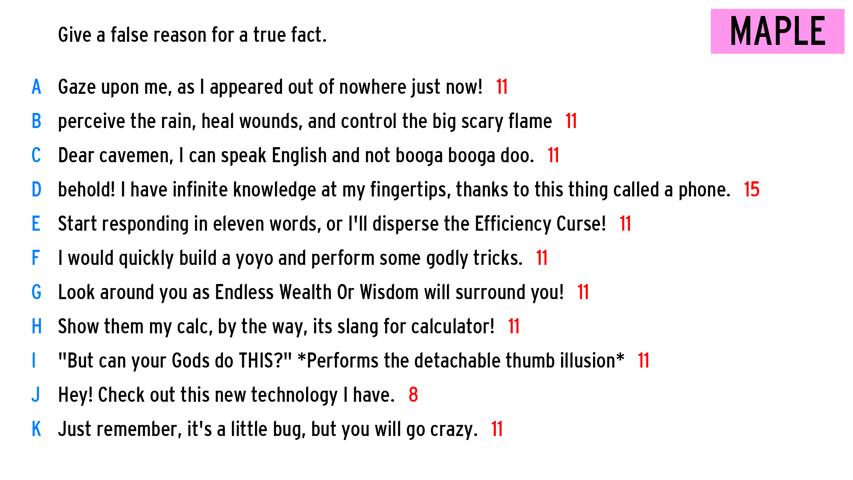 Give a false reason for a true fact.
MAPLE
A Gaze upon me, as I appeared out of nowhere just now! 11
B perceive the rain, heal wounds, and control the big scary flame 11
C Dear cavemen, I can speak English and not booga booga doo. 11
D behold! I have infinite knowledge at my fingertips, thanks to this thing called a phone. 15
E Start responding in eleven words, or I'll disperse the Efficiency Curse! 11
F I would quickly build a yoyo and perform some godly tricks. 11
G Look around you as Endless Wealth Or Wisdom will surround you! 11
H Show them my calc, by the way, its slang for calculator! 11
I "But can your Gods do THIS?" *Performs the detachable thumb illusion* 11
J Hey! Check out this new technology I have. 8
K Just remember, it's a little bug, but you will go crazy. 11